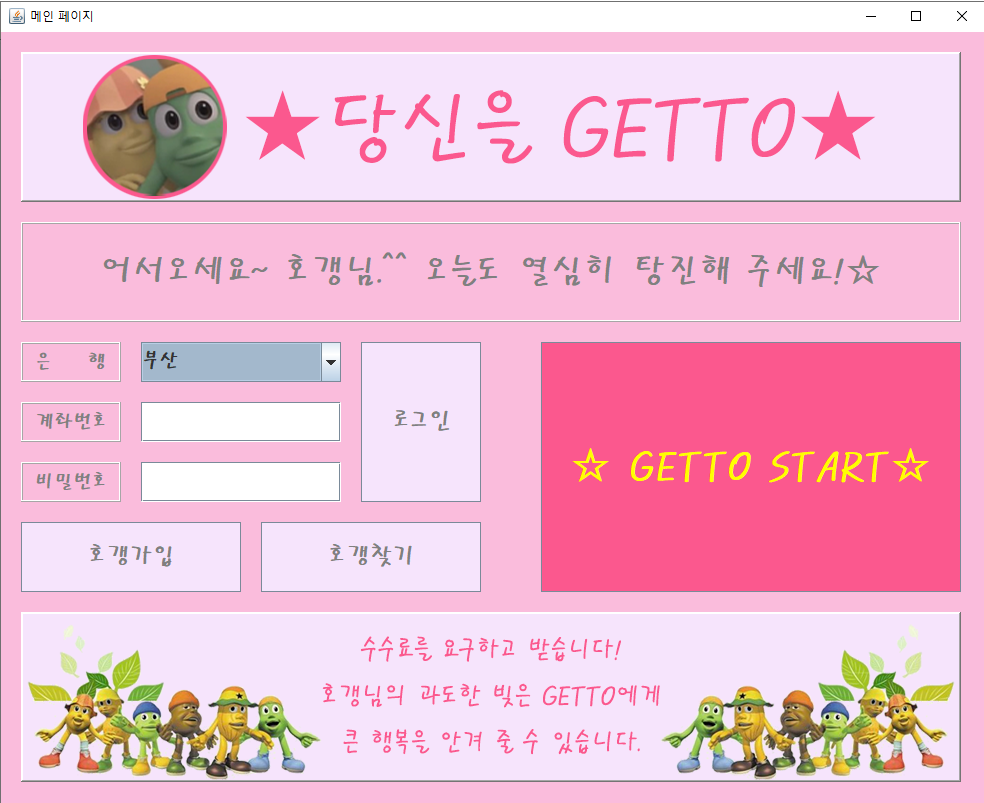 메인 페이지
★당신을 GETTO★
어서오세요~ 호갱님.^^ 오늘도 열심히 탕진해 주세요!☆
은 행
부산
계좌번호
비밀번호
로그인
호갱가입
호갱찾기
☆ GETTO START☆
수수료를 요구하고 받습니다!
호갱님의 과도한 빚은 GETTO에게
큰 행복을 안겨 줄 수 있습니다.